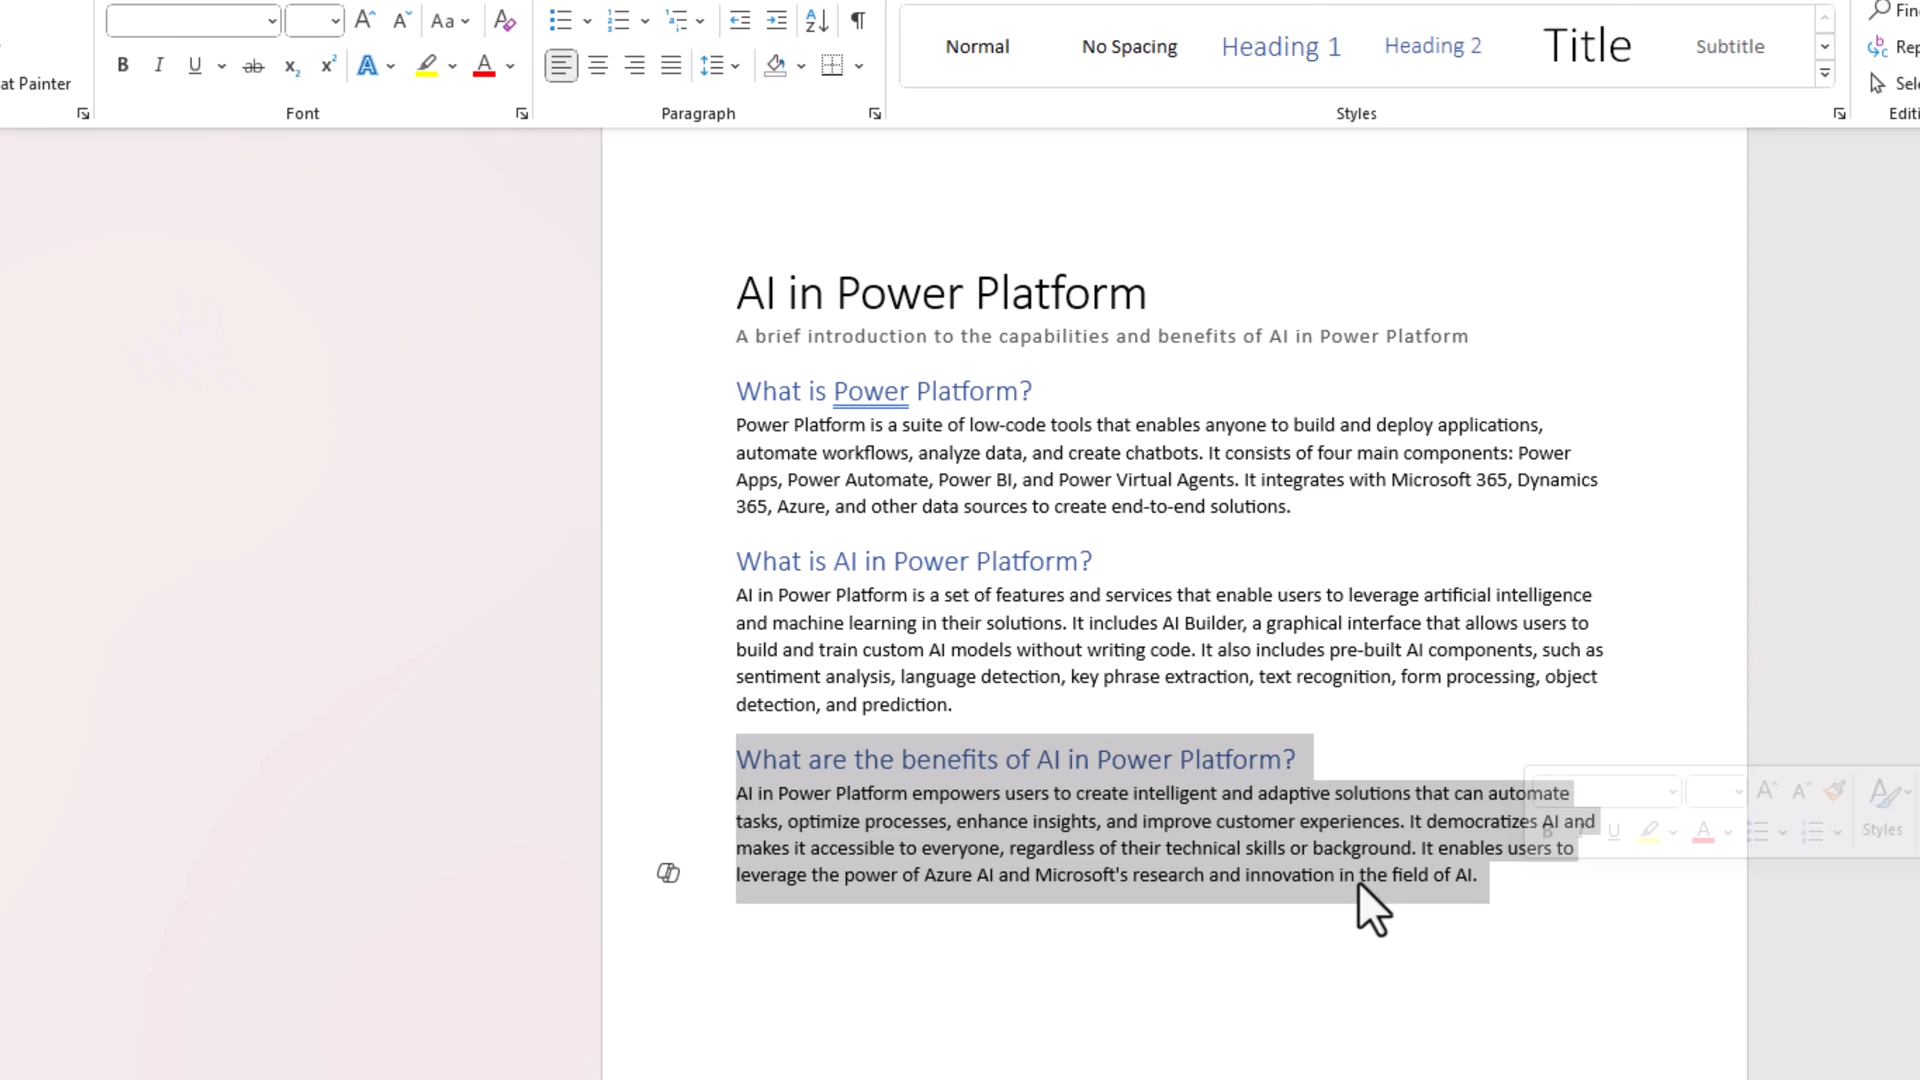 Aa
B I U ab x₂ x² A A
A Z ¶
at Painter
Font
Paragraph
Normal No Spacing Heading 1 Heading 2 Title Subtitle
Styles
AI in Power Platform
A brief introduction to the capabilities and benefits of AI in Power Platform
What is Power Platform?
Power Platform is a suite of low-code tools that enables anyone to build and deploy applications,
automate workflows, analyze data, and create chatbots. It consists of four main components: Power
Apps, Power Automate, Power BI, and Power Virtual Agents. It integrates with Microsoft 365, Dynamics
365, Azure, and other data sources to create end-to-end solutions.
What is AI in Power Platform?
AI in Power Platform is a set of features and services that enable users to leverage artificial intelligence
and machine learning in their solutions. It includes AI Builder, a graphical interface that allows users to
build and train custom AI models without writing code. It also includes pre-built AI components, such as
sentiment analysis, language detection, key phrase extraction, text recognition, form processing, object
detection, and prediction.
What are the benefits of AI in Power Platform?
AI in Power Platform empowers users to create intelligent and adaptive solutions that can automate
tasks, optimize processes, enhance insights, and improve customer experiences. It democratizes AI and
makes it accessible to everyone, regardless of their technical skills or background. It enables users to
leverage the power of Azure AI and Microsoft's research and innovation in the field of AI.
Styles